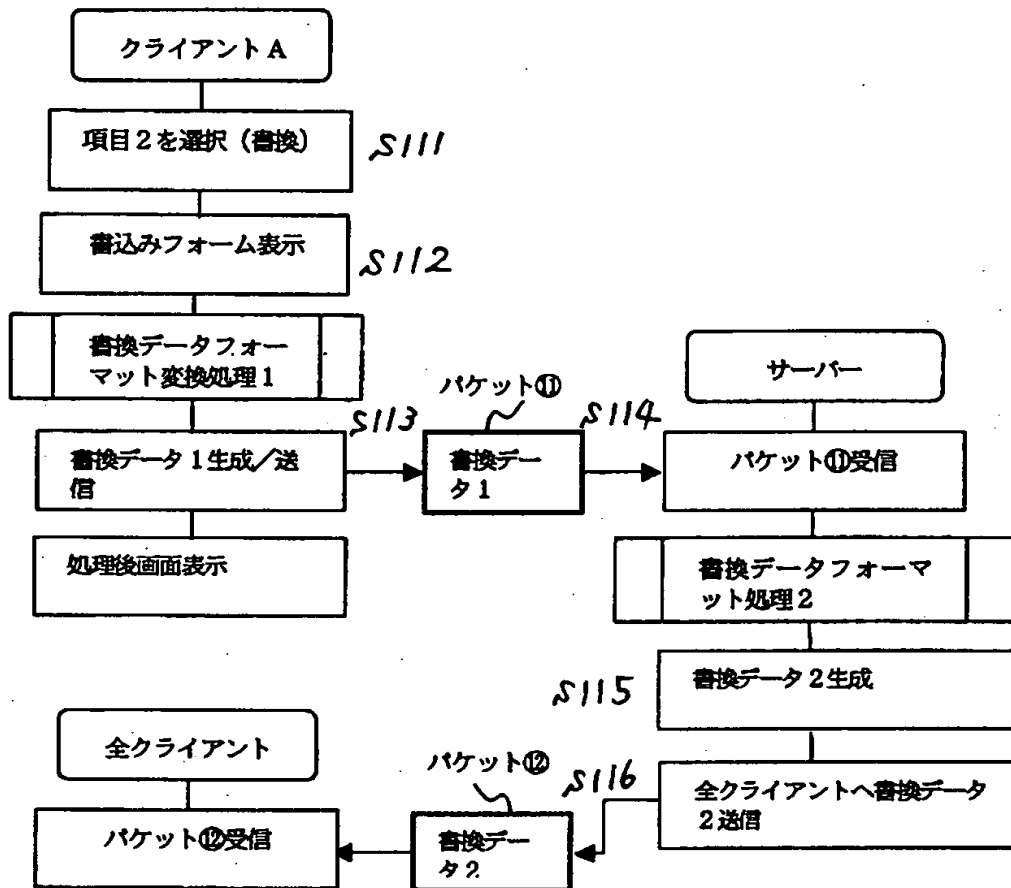 クライアントA
項目2を選択（書換）
S111
書込みフォーム表示
S112
書換データフォー
マット変換処理1
書換データ1生成／送
信
S113
処理後画面表示
パケット⑪
書換デー
タ1
S114
サーバー
パケット⑪受信
書換データフォーマ
ット処理2
書換データ2生成
S115
全クライアントへ書換データ
2送信
S116
パケット⑫
書換デー
タ2
全クライアント
パケット⑫受信